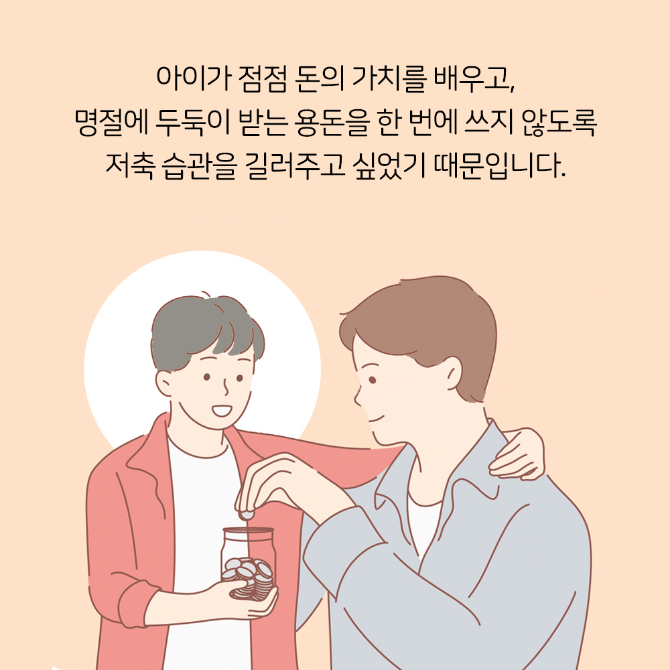 아이가 점점 돈의 가치를 배우고,
명절에 두둑이 받는 용돈을 한 번에 쓰지 않도록
저축 습관을 길러주고 싶었기 때문입니다.